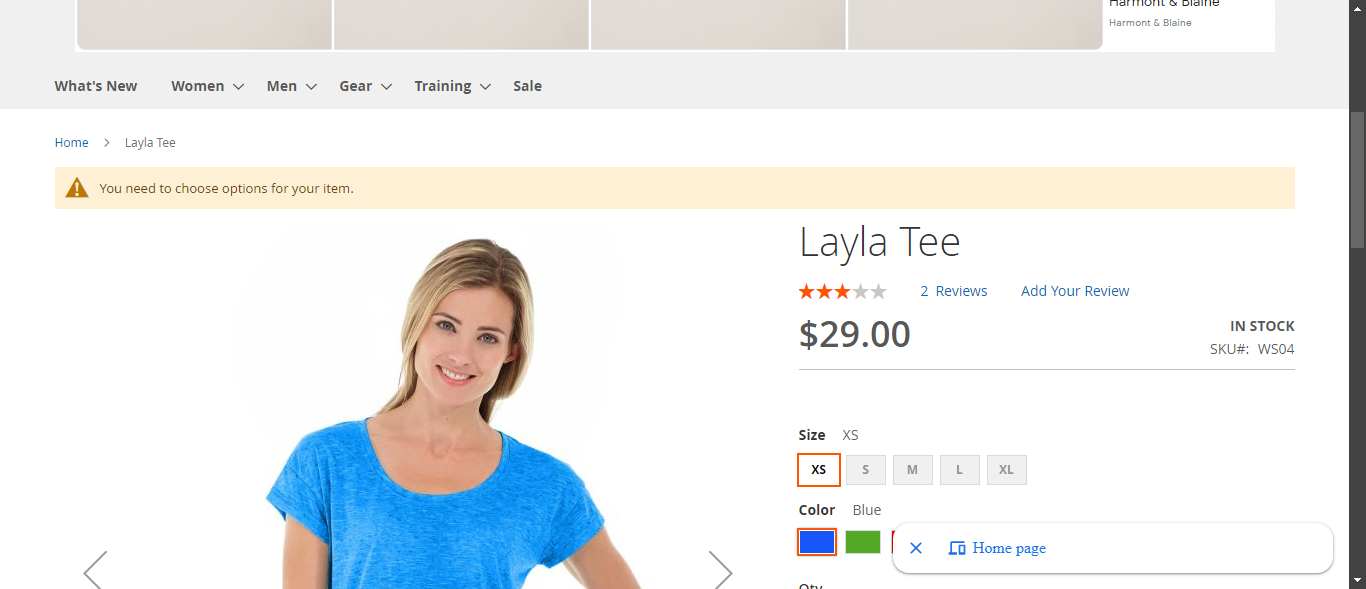 Harmont & Blaine
Harmont & Blaine
What's New Women Men Gear Training Sale
Home Layla Tee
You need to choose options for your item.
Layla Tee
2 Reviews Add Your Review
$29.00
IN STOCK
SKU#: WS04
Size XS
XS S M L XL
Color Blue
Home page
Qty